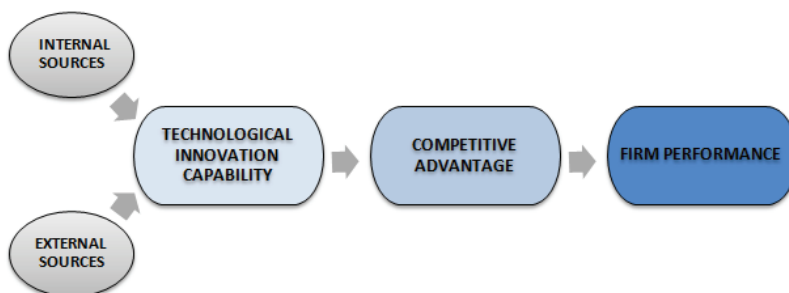 INTERNAL
SOURCES
TECHNOLOGICAL
INNOVATION
CAPABILITY
COMPETITIVE
ADVANTAGE
FIRM PERFORMANCE
EXTERNAL
SOURCES